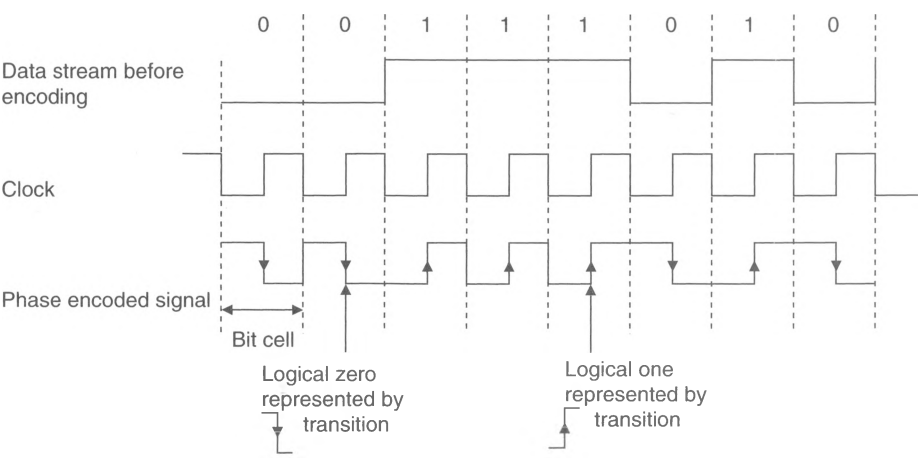 0 0 1 1 1 0 1 0
Data stream before
encoding
Clock
Phase encoded signal
Bit cell
Logical zero
represented by
transition
Logical one
represented by
transition